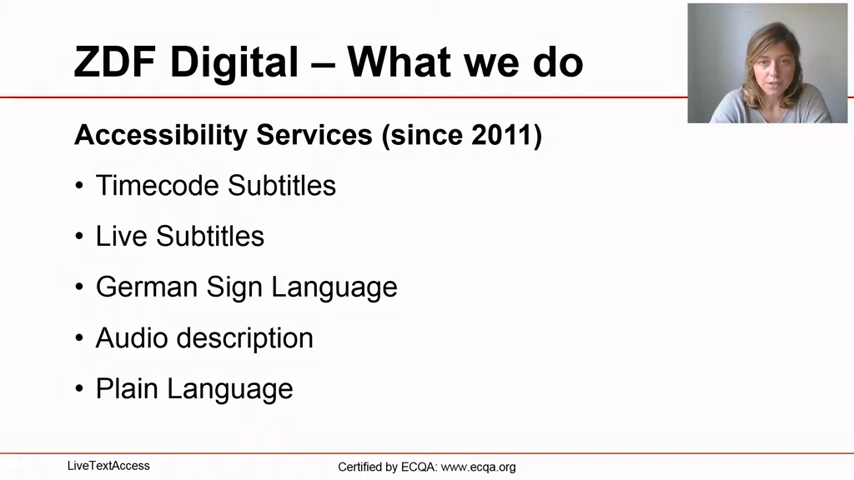 ZDF Digital – What we do
Accessibility Services (since 2011)
• Timecode Subtitles
• Live Subtitles
• German Sign Language
• Audio description
• Plain Language
LiveTextAccess
Certified by ECQA: www.ecqa.org